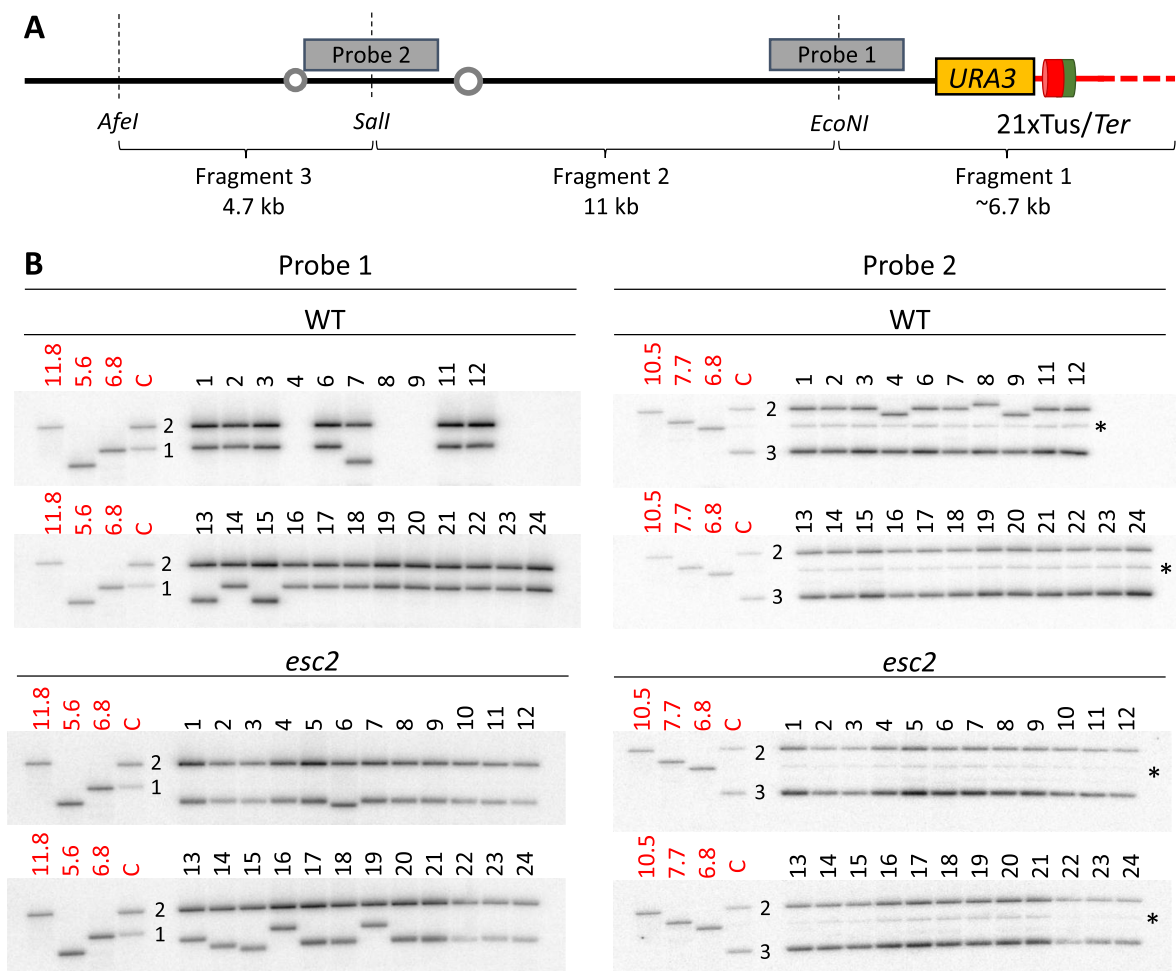 A
Probe 2
Probe 1
URA3
AfeI
SalI
EcoNI
21xTus/Ter
Fragment 3
4.7 kb
Fragment 2
11 kb
Fragment 1
~6.7 kb
B
Probe 1
WT
11.8 5.6 6.8 C 1 2 3 4 6 7 8 9 11 12
2
1
11.8 5.6 6.8 C 13 14 15 16 17 18 19 20 21 22 23 24
2
1
esc2
11.8 5.6 6.8 C 1 2 3 4 5 6 7 8 9 10 11 12
2
1
11.8 5.6 6.8 C 13 14 15 16 17 18 19 20 21 22 23 24
2
1
Probe 2
WT
10.5 7.7 6.8 C 1 2 3 4 6 7 8 9 11 12
2
*
3
10.5 7.7 6.8 C 13 14 15 16 17 18 19 20 21 22 23 24
2
*
3
esc2
10.5 7.7 6.8 C 1 2 3 4 5 6 7 8 9 10 11 12
2
*
3
10.5 7.7 6.8 C 13 14 15 16 17 18 19 20 21 22 23 24
2
*
3